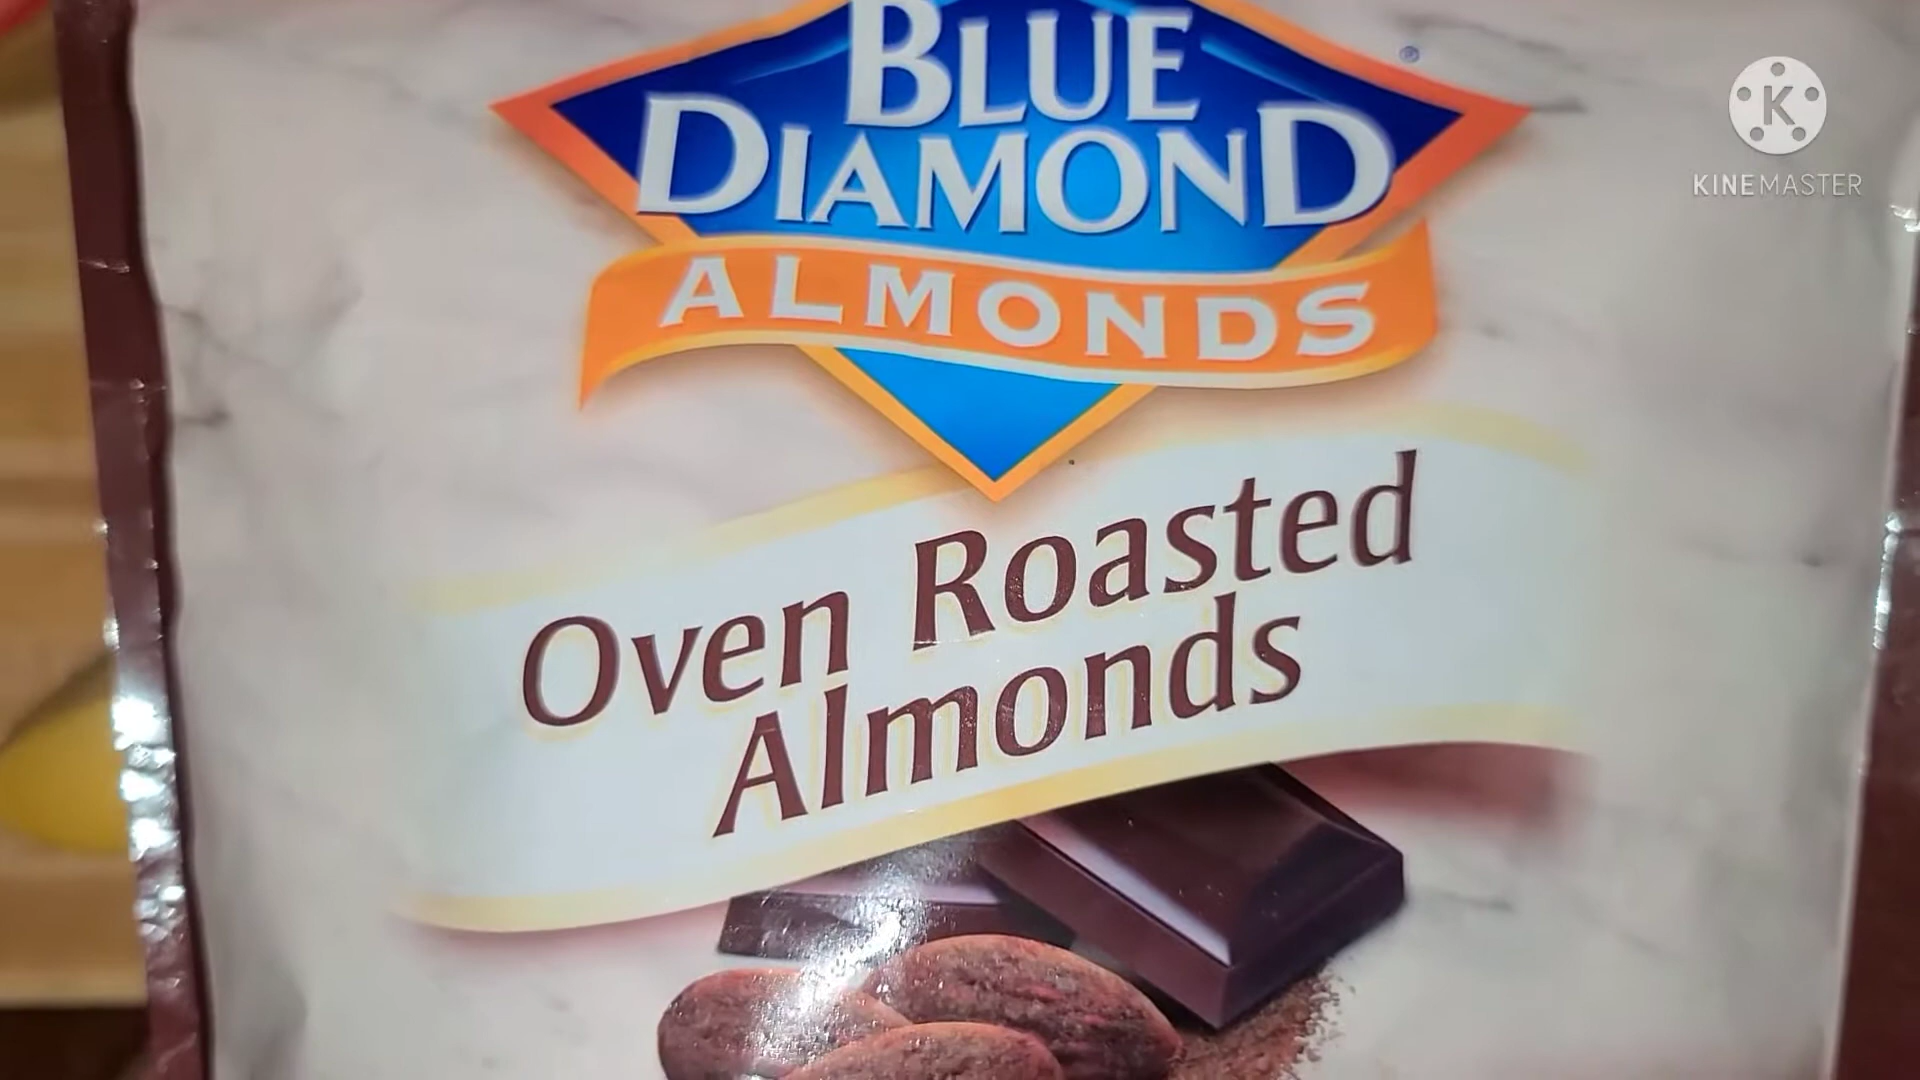 BLUE
DIAMOND
®
ALMONDS
Oven Roasted
Almonds
K
KINEMASTER